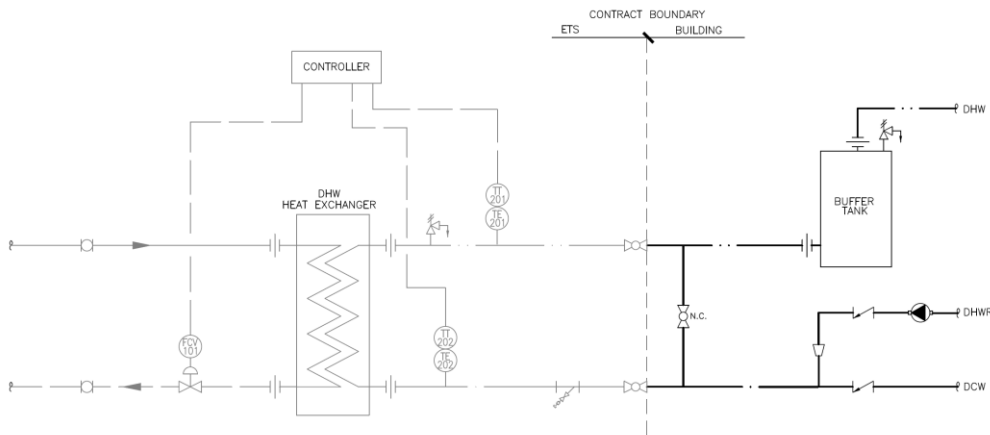 CONTRACT BOUNDARY
ETS
BUILDING
CONTROLLER
DHW
DHW
HEAT EXCHANGER
TT
201
TE
201
BUFFER
TANK
N.C.
DHWR
TT
202
TE
202
FCV
101
DCW